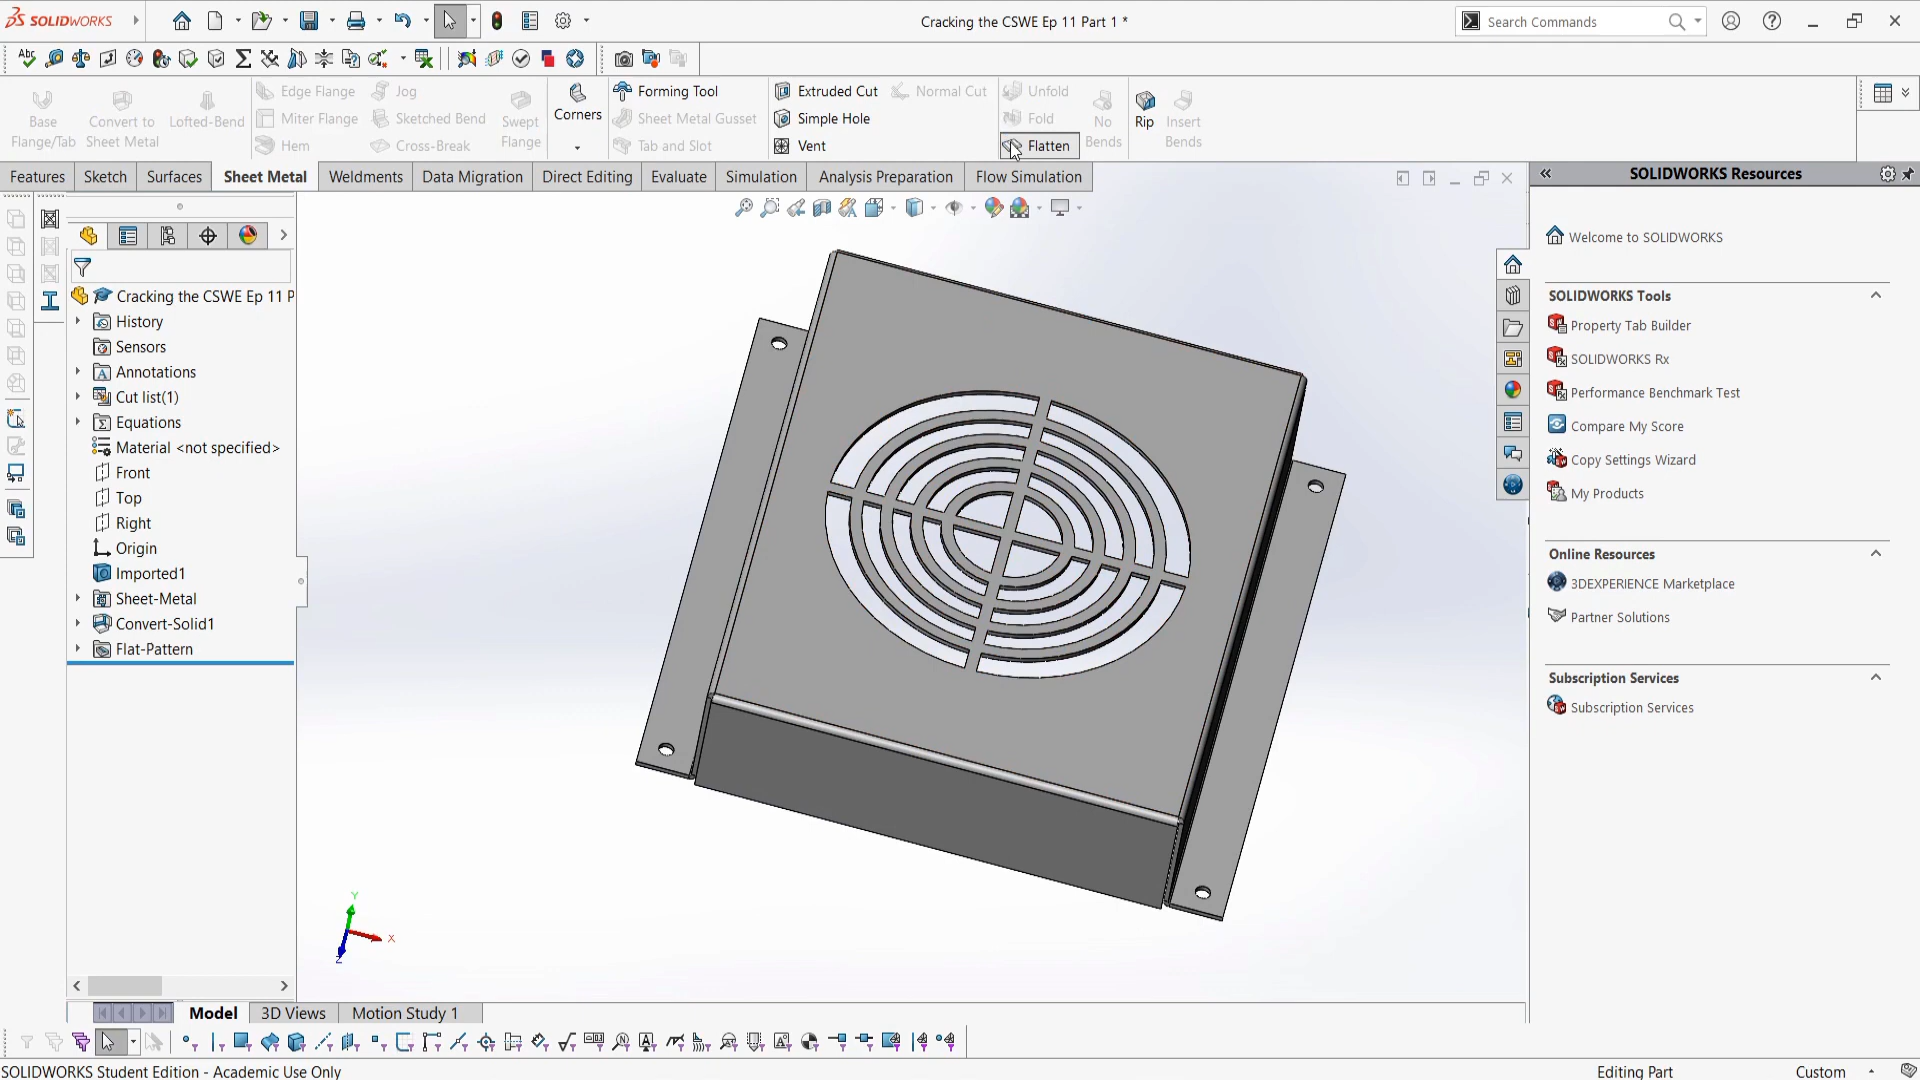 SOLIDWORKS
Cracking the CSWE Ep 11 Part 1 *
Search Commands
Base Flange/Tab
Convert to Sheet Metal
Lofted-Bend
Edge Flange
Miter Flange
Hem
Jog
Sketched Bend
Cross-Break
Swept Flange
Corners
Forming Tool
Sheet Metal Gusset
Tab and Slot
Extruded Cut
Simple Hole
Vent
Normal Cut
Unfold
Fold
Flatten
No Bends
Rip
Insert Bends
Features
Sketch
Surfaces
Sheet Metal
Weldments
Data Migration
Direct Editing
Evaluate
Simulation
Analysis Preparation
Flow Simulation
Cracking the CSWE Ep 11 P
History
Sensors
Annotations
Cut list(1)
Equations
Material <not specified>
Front
Top
Right
Origin
Imported1
Sheet-Metal
Convert-Solid1
Flat-Pattern
Y
X
Z
SOLIDWORKS Resources
Welcome to SOLIDWORKS
SOLIDWORKS Tools
Property Tab Builder
SOLIDWORKS Rx
Performance Benchmark Test
Compare My Score
Copy Settings Wizard
My Products
Online Resources
3DEXPERIENCE Marketplace
Partner Solutions
Subscription Services
Subscription Services
Model
3D Views
Motion Study 1
SOLIDWORKS Student Edition - Academic Use Only
Editing Part
Custom